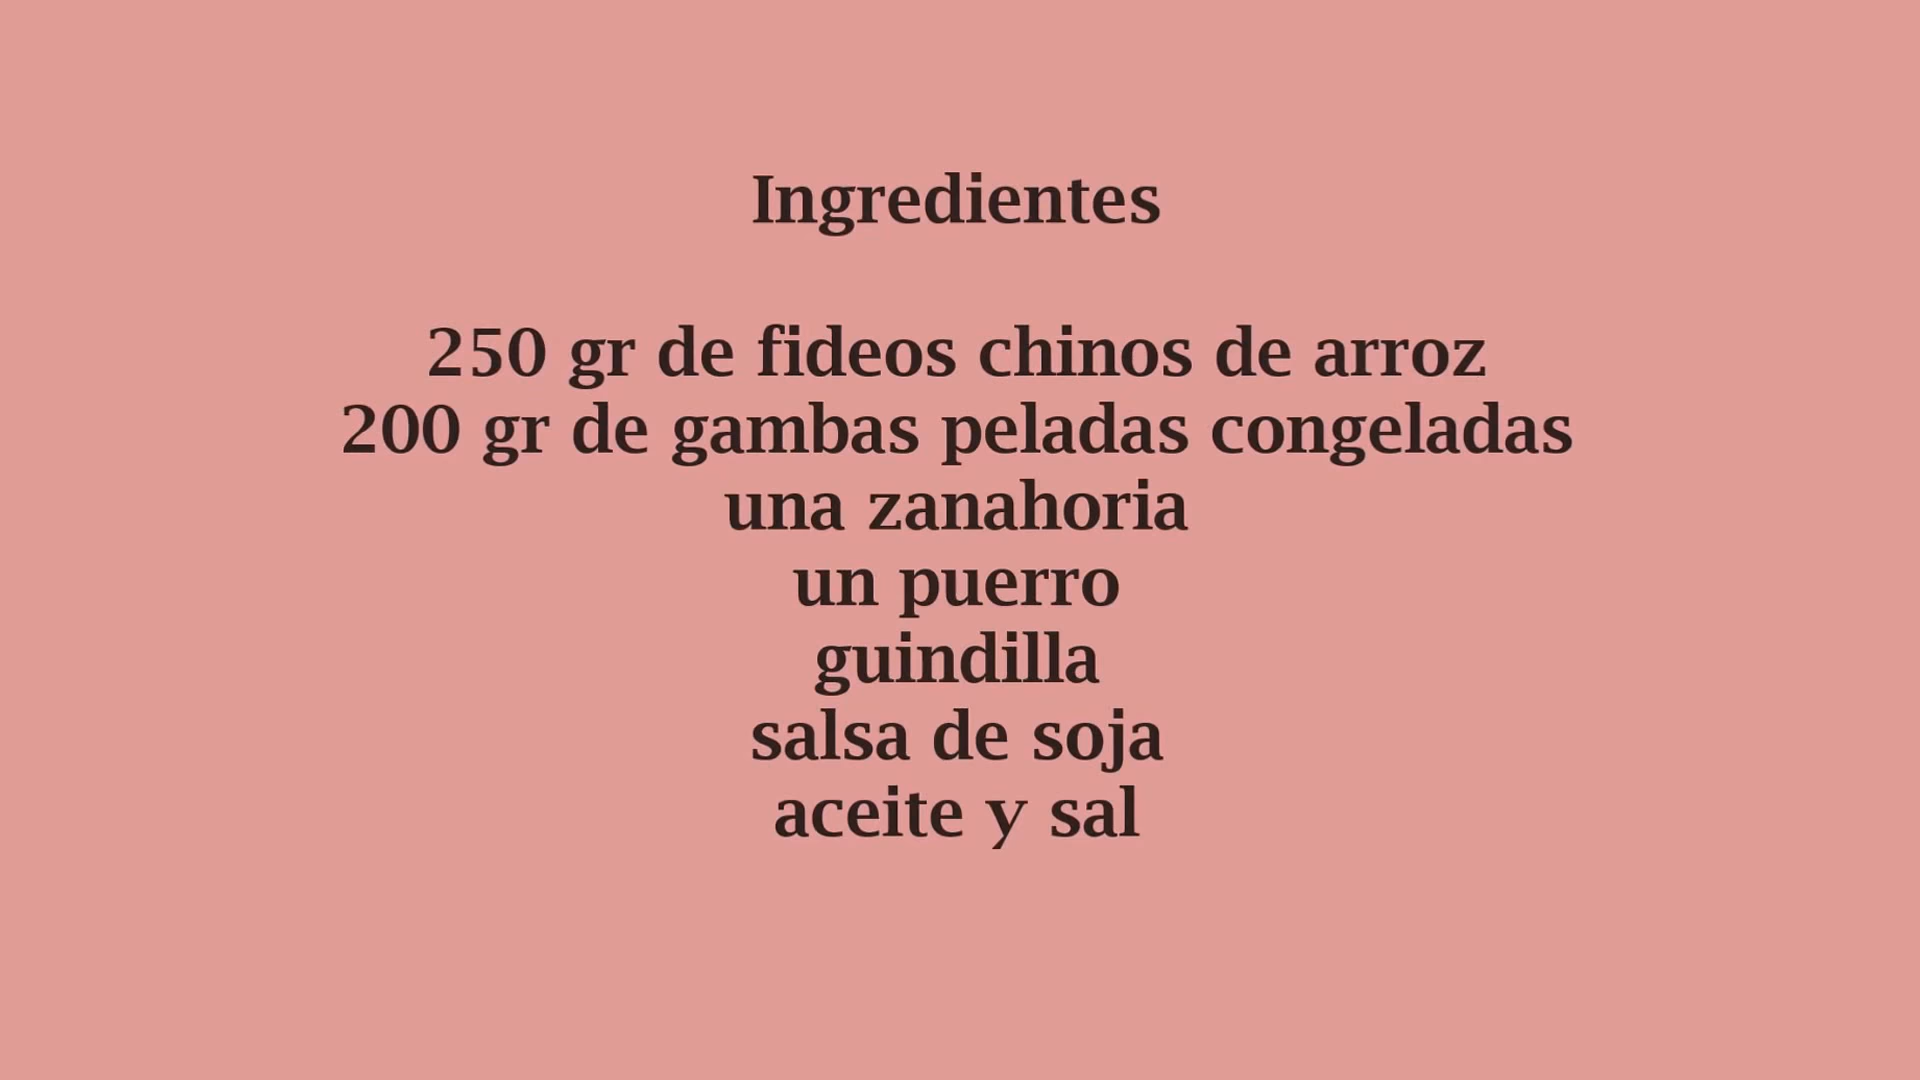 Ingredientes
250 gr de fideos chinos de arroz
200 gr de gambas peladas congeladas
una zanahoria
un puerro
guindilla
salsa de soja
aceite y sal